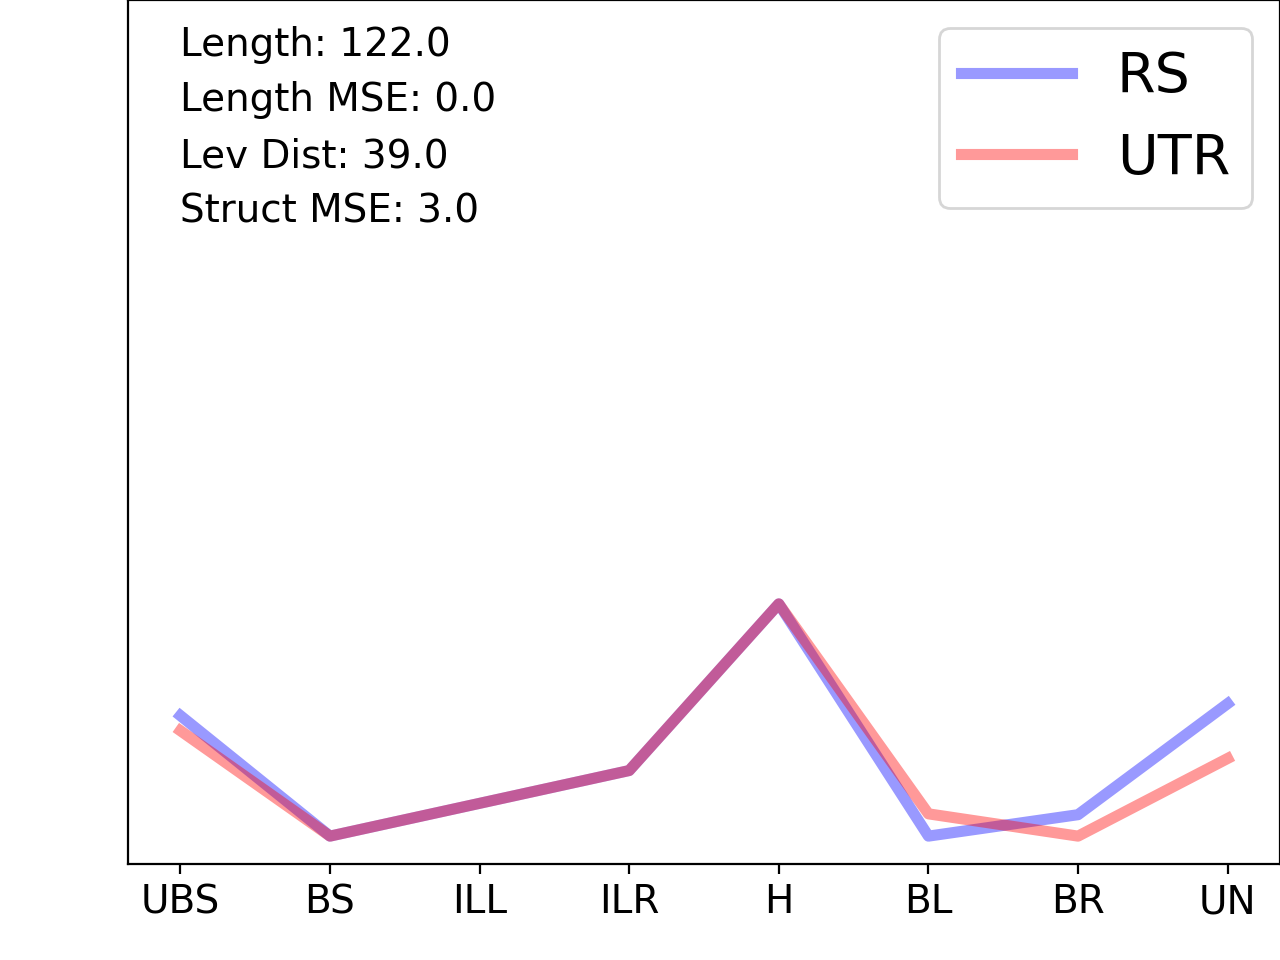 Length: 122.0
Length MSE: 0.0
Lev Dist: 39.0
Struct MSE: 3.0
RS
UTR
UBS BS ILL ILR H BL BR UN